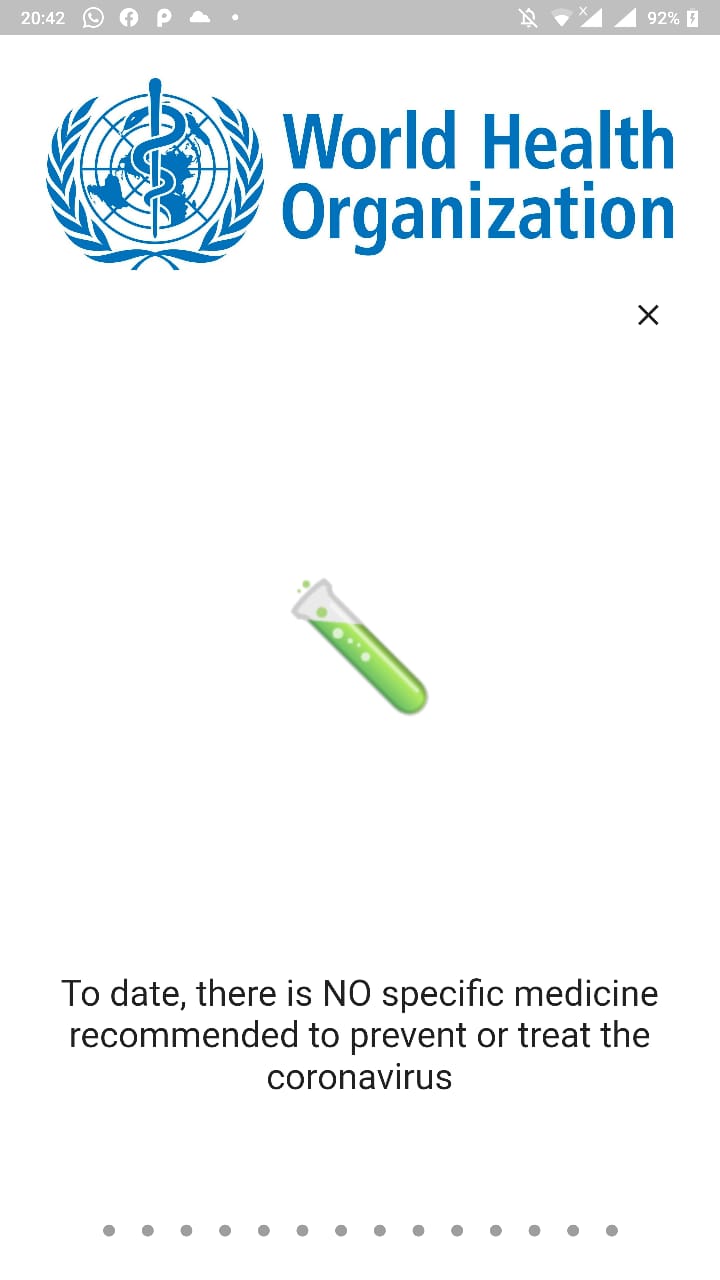 20:42
92%
World Health
Organization
To date, there is NO specific medicine
recommended to prevent or treat the
coronavirus